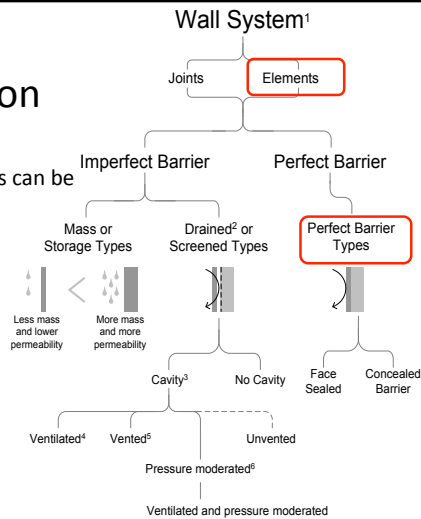 Wall System¹
Joints
Elements
on
Imperfect Barrier
Perfect Barrier
s can be
Mass or
Storage Types
Drained² or
Screened Types
Perfect Barrier
Types
<
Less mass
and lower
permeability
More mass
and more
permeability
Cavity³
No Cavity
Face
Sealed
Concealed
Barrier
Ventilated⁴
Vented⁵
Unvented
Pressure moderated⁶
Ventilated and pressure moderated